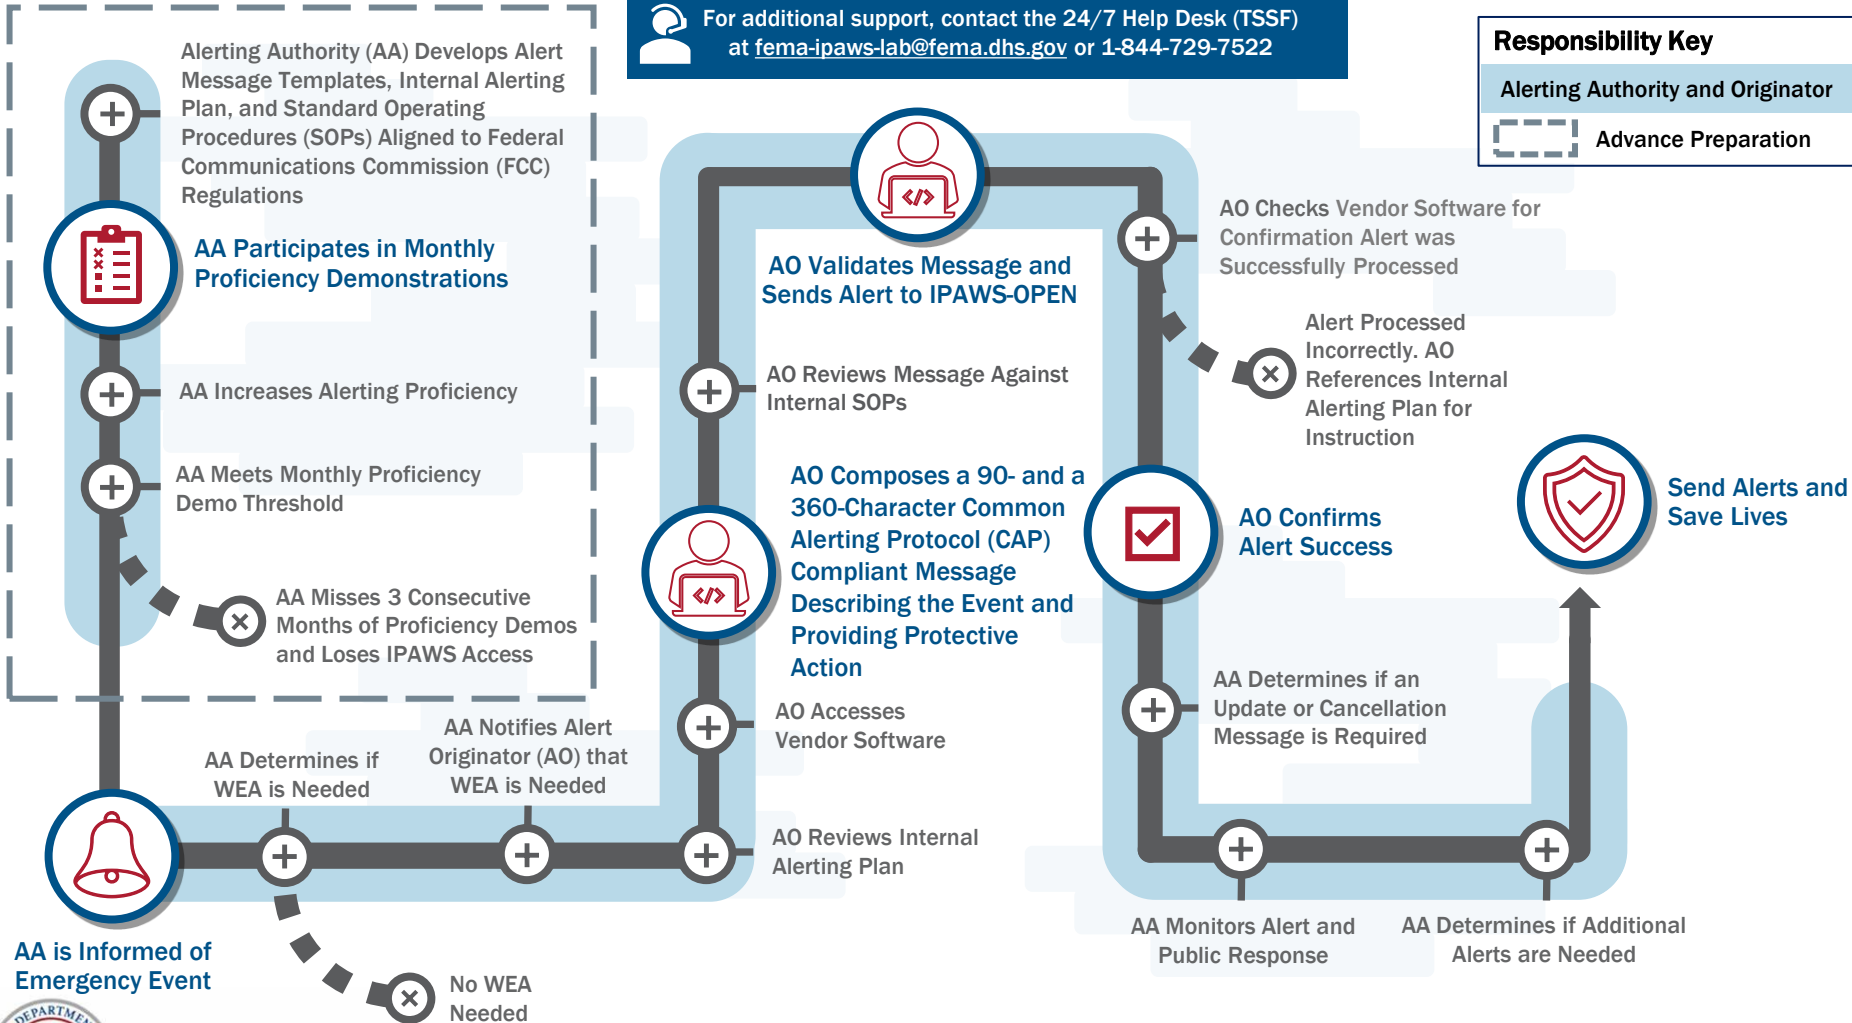 For additional support, contact the 24/7 Help Desk (TSSF)
at fema-ipaws-lab@fema.dhs.gov or 1-844-729-7522
Responsibility Key
Alerting Authority and Originator
Advance Preparation
Alerting Authority (AA) Develops Alert
Message Templates, Internal Alerting
Plan, and Standard Operating
Procedures (SOPs) Aligned to Federal
Communications Commission (FCC)
Regulations
AA Participates in Monthly
Proficiency Demonstrations
AA Increases Alerting Proficiency
AA Meets Monthly Proficiency
Demo Threshold
AA Misses 3 Consecutive
Months of Proficiency Demos
and Loses IPAWS Access
AA is Informed of
Emergency Event
AA Determines if
WEA is Needed
No WEA
Needed
AA Notifies Alert
Originator (AO) that
WEA is Needed
AO Reviews Internal
Alerting Plan
AO Accesses
Vendor Software
AO Composes a 90- and a
360-Character Common
Alerting Protocol (CAP)
Compliant Message
Describing the Event and
Providing Protective
Action
AO Reviews Message Against
Internal SOPs
AO Validates Message and
Sends Alert to IPAWS-OPEN
AO Checks Vendor Software for
Confirmation Alert was
Successfully Processed
Alert Processed
Incorrectly. AO
References Internal
Alerting Plan for
Instruction
AO Confirms
Alert Success
AA Determines if an
Update or Cancellation
Message is Required
AA Monitors Alert and
Public Response
AA Determines if Additional
Alerts are Needed
Send Alerts and
Save Lives